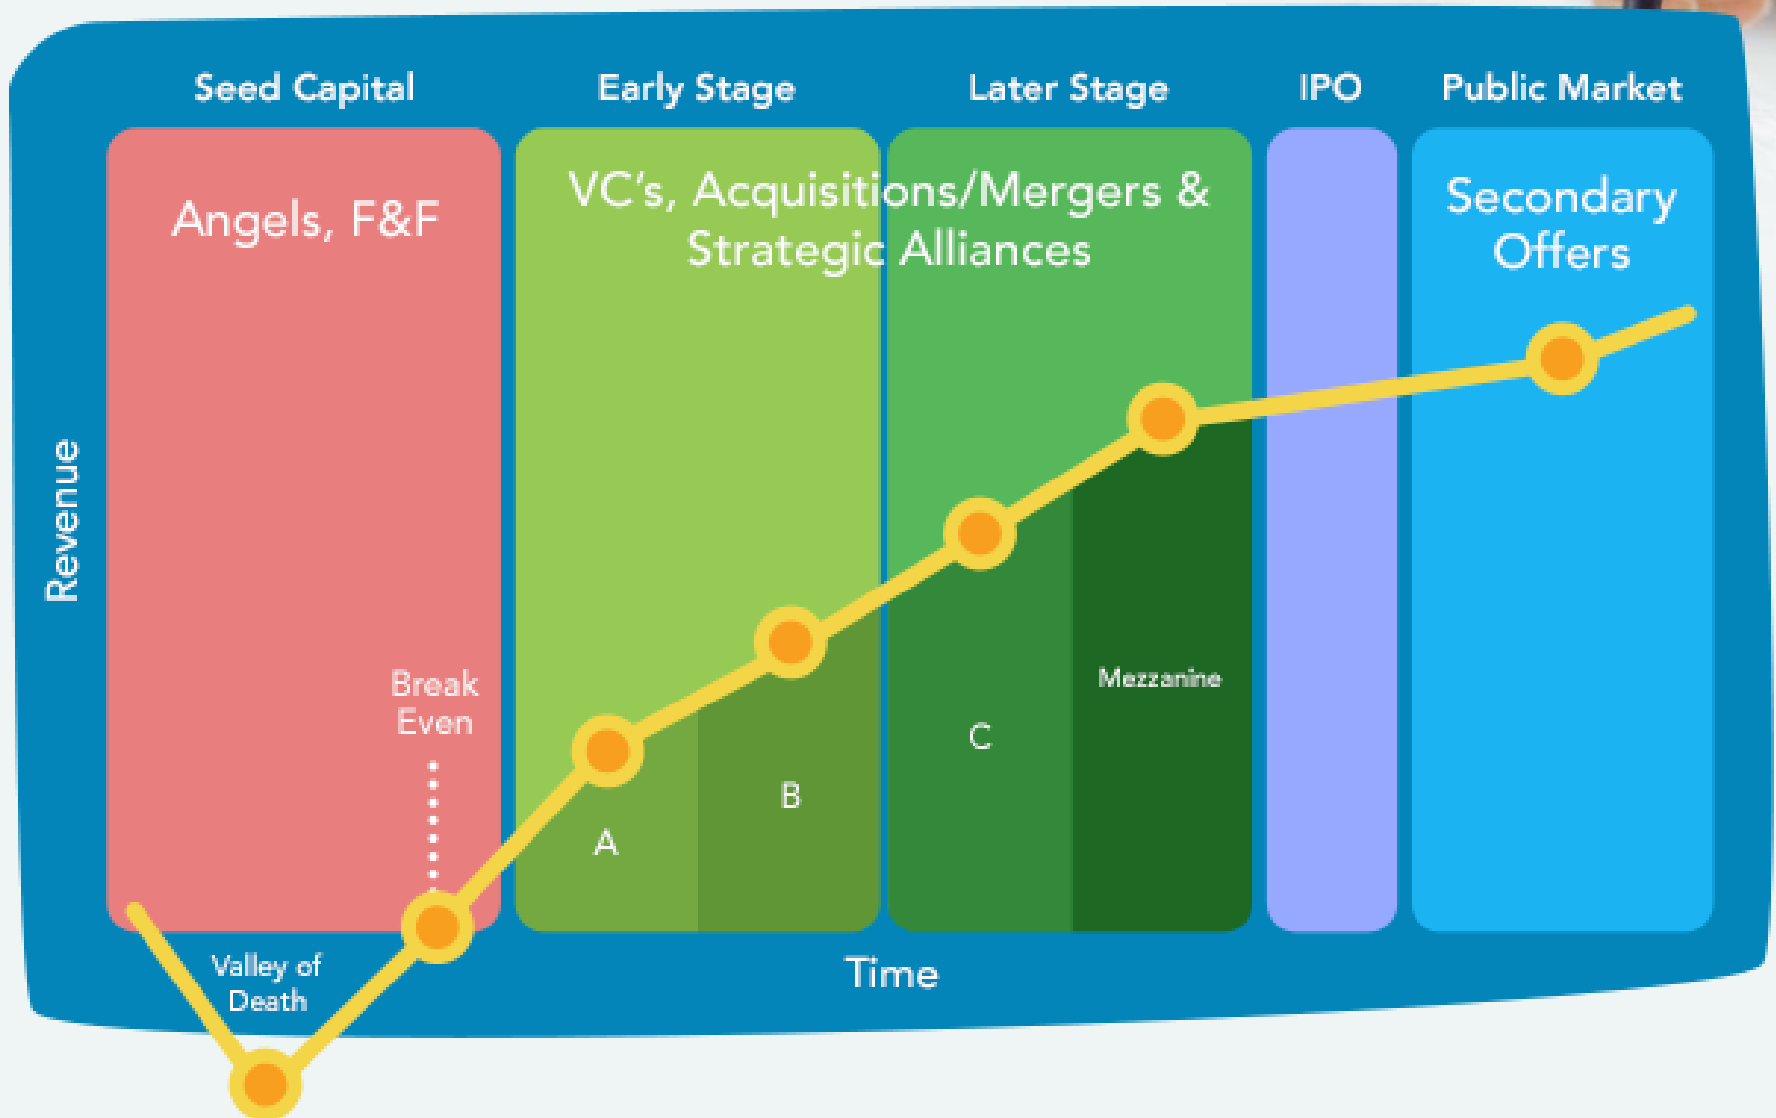 Seed Capital
Early Stage
Later Stage
IPO
Public Market
Angels, F&F
VC's, Acquisitions/Mergers &
Strategic Alliances
Secondary
Offers
Revenue
Break
Even
Mezzanine
C
B
A
Valley of
Death
Time